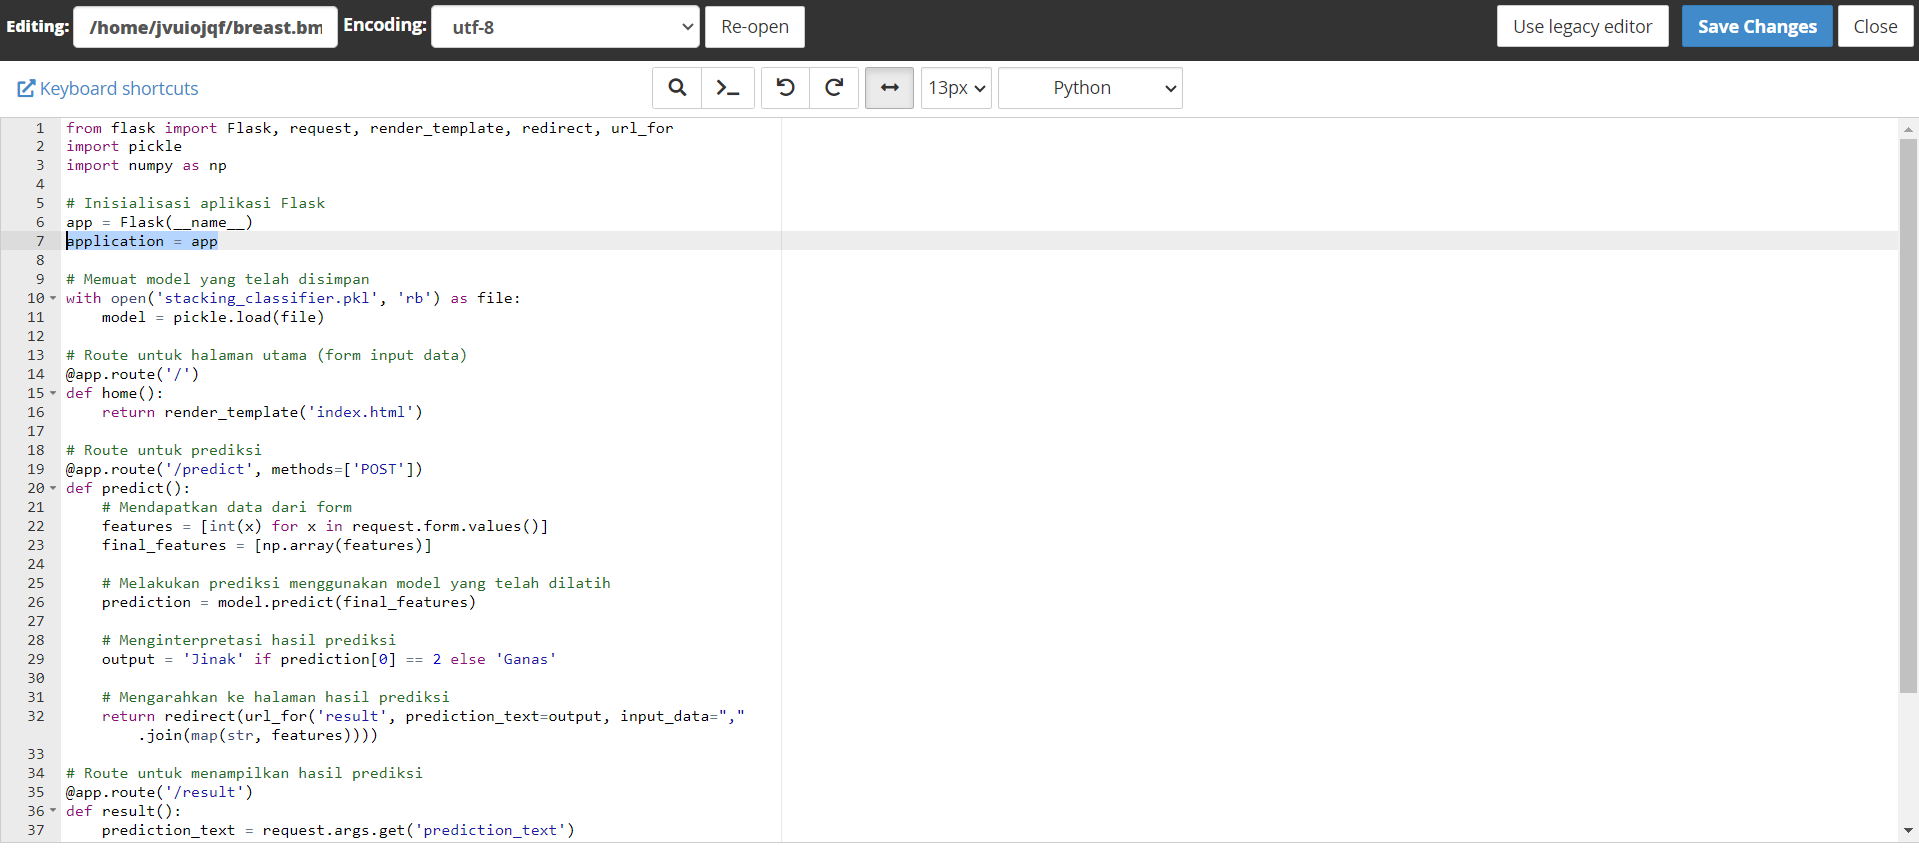 Editing: /home/jvuiojqf/breast.bm Encoding: utf-8 Re-open Use legacy editor Save Changes Close
Keyboard shortcuts 13px Python
1 from flask import Flask, request, render_template, redirect, url_for
2 import pickle
3 import numpy as np
4
5 # Inisialisasi aplikasi Flask
6 app = Flask(__name__)
7 application = app
8
9 # Memuat model yang telah disimpan
10 with open('stacking_classifier.pkl', 'rb') as file:
11     model = pickle.load(file)
12
13 # Route untuk halaman utama (form input data)
14 @app.route('/')
15 def home():
16     return render_template('index.html')
17
18 # Route untuk prediksi
19 @app.route('/predict', methods=['POST'])
20 def predict():
21     # Mendapatkan data dari form
22     features = [int(x) for x in request.form.values()]
23     final_features = [np.array(features)]
24
25     # Melakukan prediksi menggunakan model yang telah dilatih
26     prediction = model.predict(final_features)
27
28     # Menginterpretasi hasil prediksi
29     output = 'Jinak' if prediction[0] == 2 else 'Ganas'
30
31     # Mengarahkan ke halaman hasil prediksi
32     return redirect(url_for('result', prediction_text=output, input_data=","
.join(map(str, features))))
33
34 # Route untuk menampilkan hasil prediksi
35 @app.route('/result')
36 def result():
37     prediction_text = request.args.get('prediction_text')